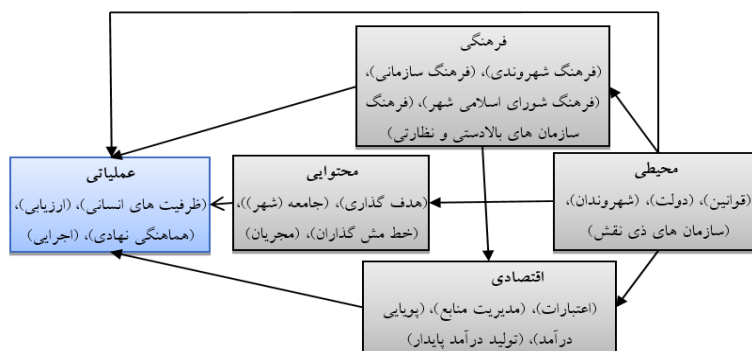 فرهنگی
(فرهنگ شهروندی)، (فرهنگ سازمانی)،
(فرهنگ شورای اسلامی شهر)، (فرهنگ
سازمان های بالادستی و نظارتی)
محیطی
(قوانین)، (دولت)، (شهروندان)،
(سازمان های ذی نقش)
محتوایی
(هدف گذاری)، (جامعه (شهر))،
(خط مش گذاران)، (مجریان)
عملیاتی
(ظرفیت های انسانی)، (ارزیابی)،
(هماهنگی نهادی)، (اجرایی)
اقتصادی
(اعتبارات)، (مدیریت منابع)، (پویایی
درآمد)، (تولید درآمد پایدار)